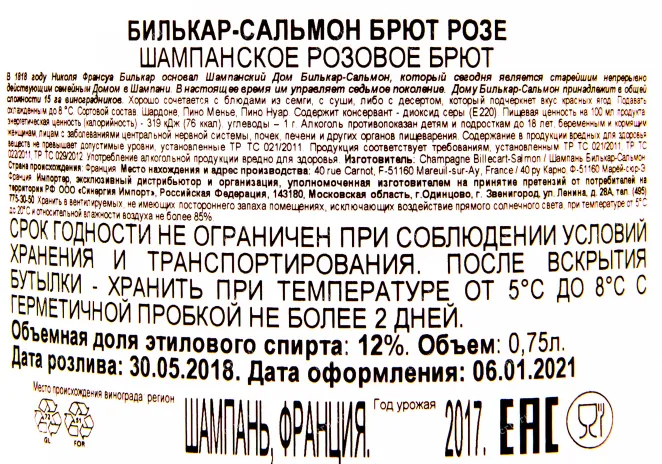 БИЛЬКАР-САЛЬМОН БРЮТ РОЗЕ
ШАМПАНСКОЕ РОЗОВОЕ БРЮТ
В 1818 году Николя Франсуа Билькар основал Шампанский Дом Билькар-Сальмон, который сегодня является старейшим непрерывно
действующим семейным Домом в Шампани. В настоящее время им управляет седьмое поколение. Дому Билькар-Сальмон принадлежит в общей
сложности 15 га виноградников. Хорошо сочетается с блюдами из семги, с суши, либо с десертом, который подчеркнет вкус красных ягод. Подавать
охлажденным до 8°С. Сортовой состав: Шардоне, Пино Менье, Пино Нуар Содержит консервант - диоксид серы (Е220) Пищевая ценность на 100 мл продукта
энергетическая ценность (калорийность) - 319 кДж (76 ккал) углеводы – 1 г Алкоголь противопоказан детям и подросткам до 18 лет, беременным и кормящим
женщинам, лицам с заболеваниями центральной нервной системы, почек, печени и других органов пищеварения. Содержание в продукции вредных для здоровья
веществ не превышает допустимые уровни, установленные ТР ТС 021/2011 Продукция соответствует требованиям, установленным ТР ТС 021/2011, ТР ТС
022/2011, ТР ТС 029/2012 Употребление алкогольной продукции вредно для здоровья. Изготовитель: Champagne Billecart-Salmon / Шампань Билькар-Сальмон
Страна происхождения: Франция Место нахождения и адрес производства: 40 rue Carnot, F-51160 Mareuil-sur-Ay, France / 40 ру Карно Ф-51160 Марей-сюр-Э
Франция Импортер, эксклюзивный дистрибутор и организация, уполномоченная изготовителем на принятие претензий от потребителей на
территории РФ ООО «Синергия Импорт», Российская Федерация, 143180, Московская область, г.Одинцово, г. Звенигород, ул. Ленина, д. 28А, тел. (495)
775-30-50 Хранить в вентилируемых, не имеющих постороннего запаха помещениях, исключающих воздействие прямого солнечного света, при температуре от 5°С
до 20°С и относительной влажности воздуха не более 85%.
СРОК ГОДНОСТИ НЕ ОГРАНИЧЕН ПРИ СОБЛЮДЕНИИ УСЛОВИЙ
ХРАНЕНИЯ И ТРАНСПОРТИРОВАНИЯ. ПОСЛЕ ВСКРЫТИЯ
БУТЫЛКИ - ХРАНИТЬ ПРИ ТЕМПЕРАТУРЕ ОТ 5°С ДО 8°С С
ГЕРМЕТИЧНОЙ ПРОБКОЙ НЕ БОЛЕЕ 2 ДНЕЙ.
Объемная доля этилового спирта: 12%. Объем: 0,75л.
Дата розлива: 30.05.2018. Дата оформления: 06.01.2021
Место происхождения винограда регион ШАМПАНЬ, ФРАНЦИЯ. Год урожая 2017. ЕАС
72 GL
81 FOR